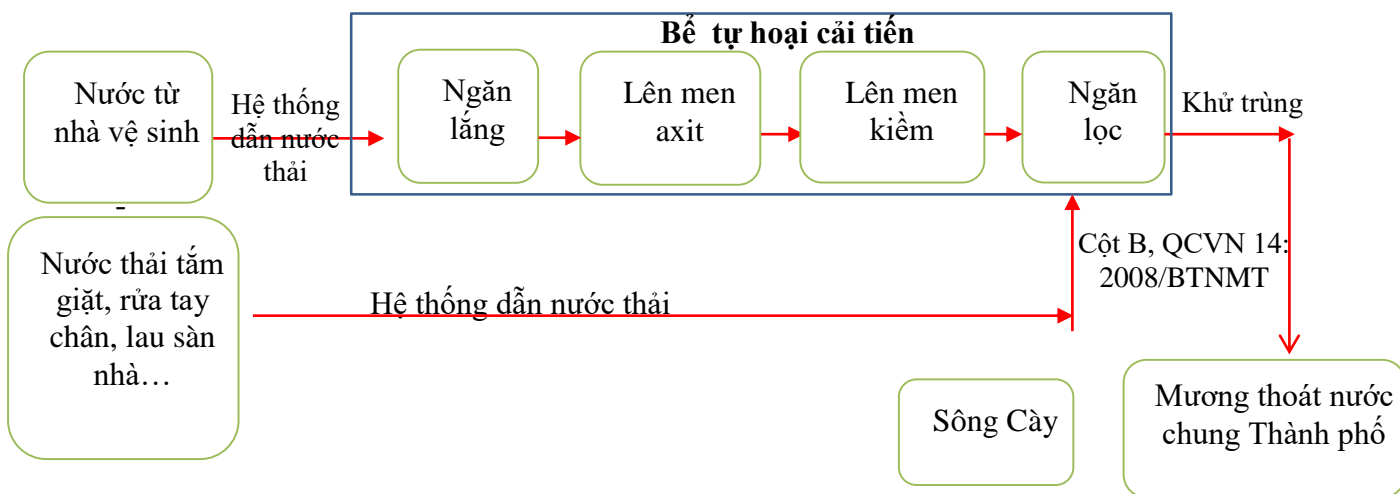 Bể tự hoại cải tiến
Nước từ
nhà vệ sinh
Hệ thống
dẫn nước
thải
Ngăn
lắng
Lên men
axit
Lên men
kiềm
Ngăn
lọc
Khử trùng
-
Nước thải tắm
giặt, rửa tay
chân, lau sàn
nhà…
Hệ thống dẫn nước thải
Cột B, QCVN 14:
2008/BTNMT
Sông Cày
Mương thoát nước
chung Thành phố